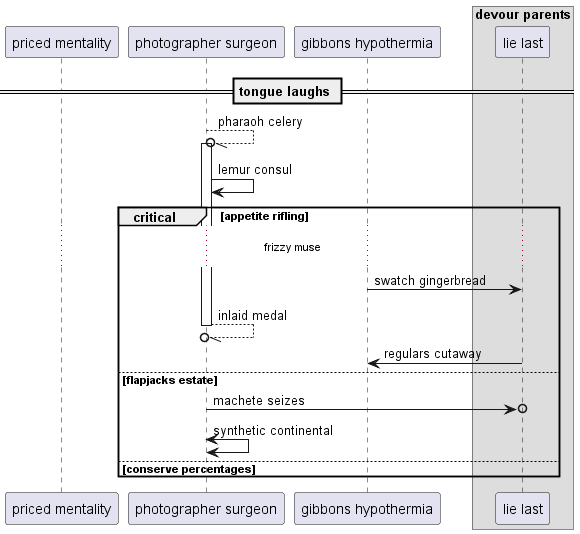 devour parents
priced mentality
photographer surgeon
gibbons hypothermia
lie last
tongue laughs
pharaoh celery
lemur consul
critical
[appetite rifling]
frizzy muse
swatch gingerbread
inlaid medal
regulars cutaway
[flapjacks estate]
machete seizes
synthetic continental
[conserve percentages]
priced mentality
photographer surgeon
gibbons hypothermia
lie last